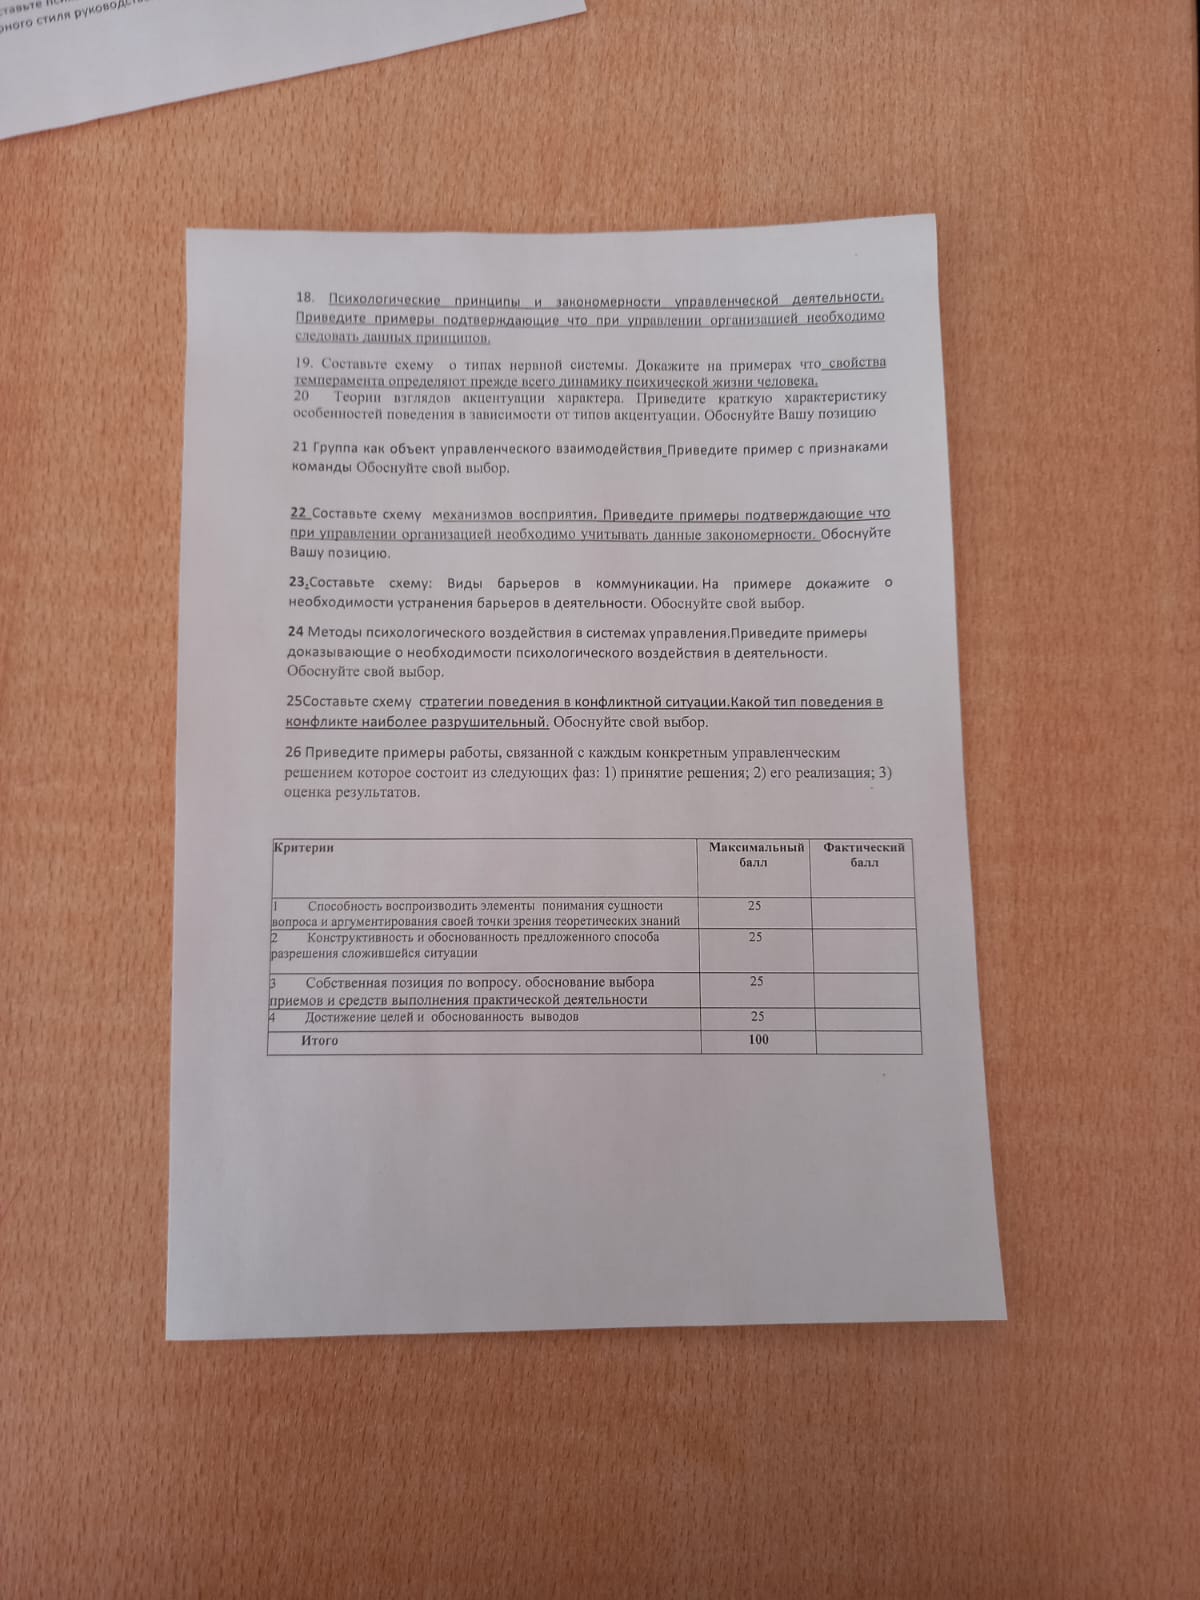 ного стиля руководст
18. Психологические принципы и закономерности управленческой деятельности.
Приведите примеры подтверждающие что при управлении организацией необходимо
следовать данных принципов.
19. Составьте схему о типах нервной системы. Докажите на примерах что свойства
темперамента определяют прежде всего динамику психической жизни человека.
20 Теории взглядов акцентуации характера. Приведите краткую характеристику
особенностей поведения в зависимости от типов акцентуации. Обоснуйте Вашу позицию
21 Группа как объект управленческого взаимодействия Приведите пример с признаками
команды Обоснуйте свой выбор.
22 Составьте схему механизмов восприятия. Приведите примеры подтверждающие что
при управлении организацией необходимо учитывать данные закономерности. Обоснуйте
Вашу позицию.
23.Составьте схему: Виды барьеров в коммуникации. На примере докажите о
необходимости устранения барьеров в деятельности. Обоснуйте свой выбор.
24 Методы психологического воздействия в системах управления.Приведите примеры
доказывающие о необходимости психологического воздействия в деятельности.
Обоснуйте свой выбор.
25Составьте схему стратегии поведения в конфликтной ситуации.Какой тип поведения в
конфликте наиболее разрушительный. Обоснуйте свой выбор.
26 Приведите примеры работы, связанной с каждым конкретным управленческим
решением которое состоит из следующих фаз: 1) принятие решения; 2) его реализация; 3)
оценка результатов.
Критерии Максимальный Фактический
балл балл
1 Способность воспроизводить элементы понимания сущности 25
вопроса и аргументирования своей точки зрения теоретических знаний
2 Конструктивность и обоснованность предложенного способа 25
разрешения сложившейся ситуации
3 Собственная позиция по вопросу. обоснование выбора 25
приемов и средств выполнения практической деятельности
4 Достижение целей и обоснованность выводов 25
Итого 100